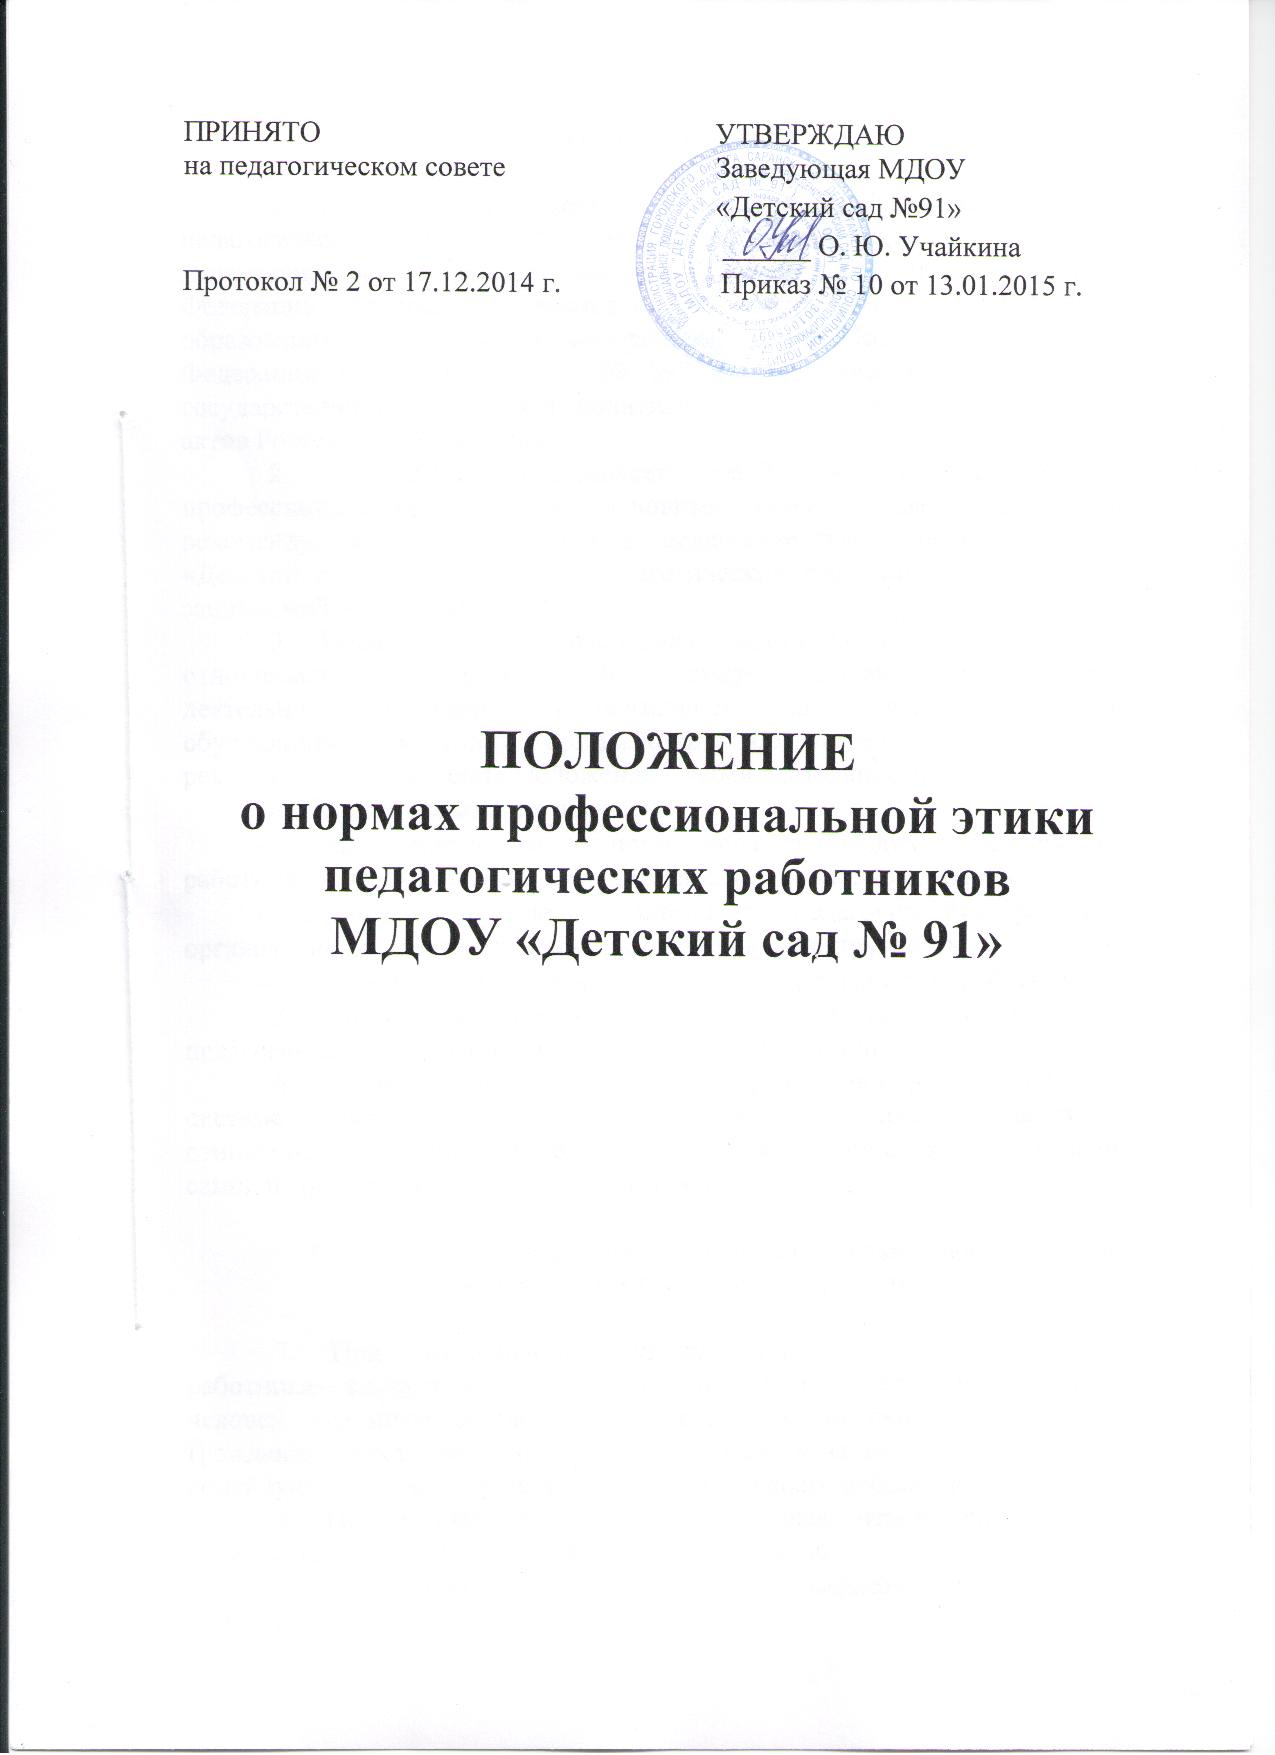 ПРИНЯТО
на педагогическом совете
Протокол № 2 от 17.12.2014 г.
УТВЕРЖДАЮ
Заведующая МДОУ
«Детский сад №91»
О. Ю. Учайкина
Приказ № 10 от 13.01.2015 г.
ПОЛОЖЕНИЕ
о нормах профессиональной этики
педагогических работников
МДОУ «Детский сад № 91»